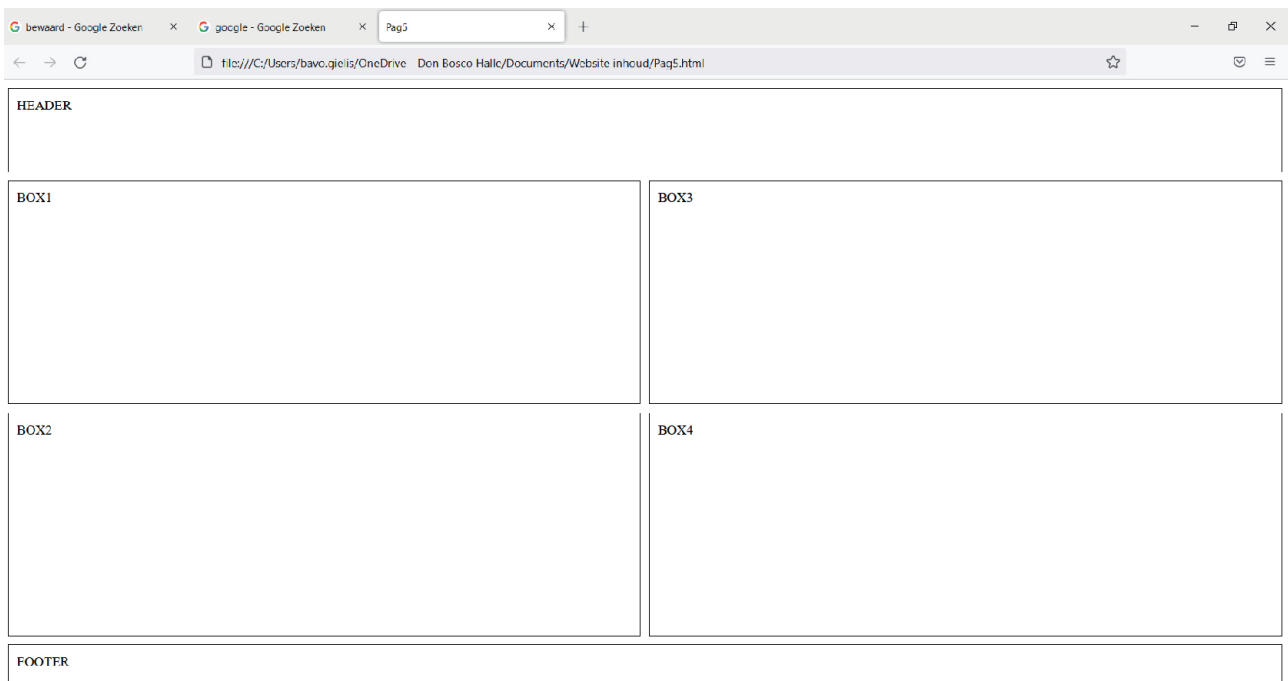 bewaard - Google Zoeken
google - Google Zoeken
Pag5
file:///C:/Users/bavo.gielis/OneDrive Don Bosco Halle/Documents/Website inhoud/Pag5.html
HEADER
BOX1
BOX3
BOX2
BOX4
FOOTER